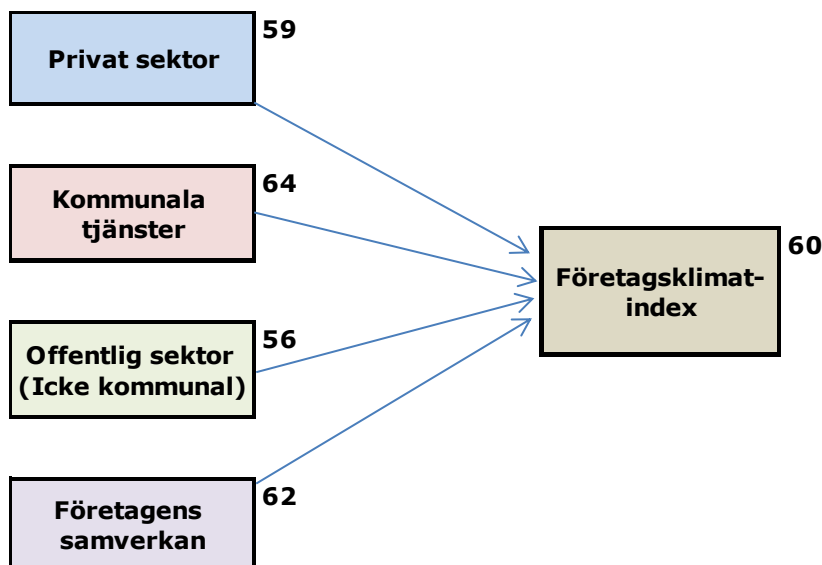 59
Privat sektor
64
Kommunala
tjänster
60
Företagsklimat-
index
56
Offentlig sektor
(Icke kommunal)
62
Företagens
samverkan